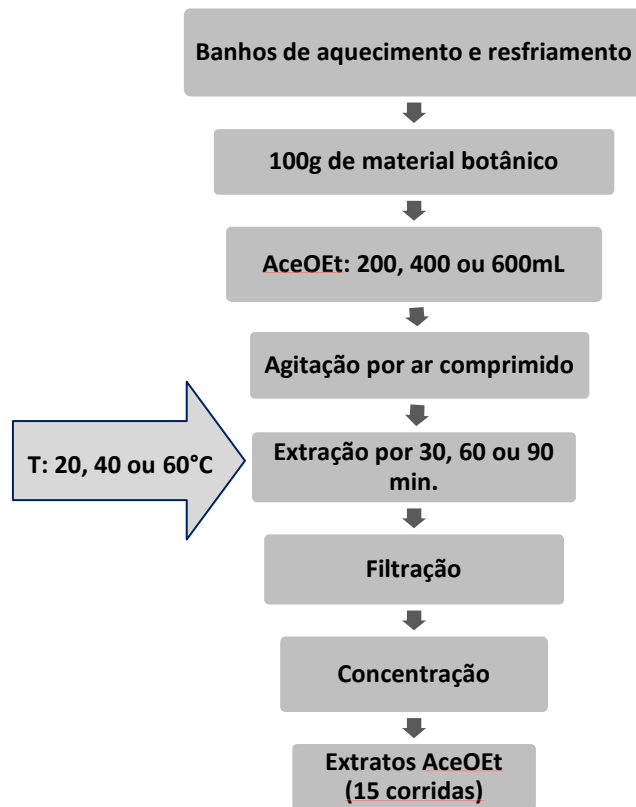 Banhos de aquecimento e resfriamento
100g de material botânico
AceOEt: 200, 400 ou 600mL
Agitação por ar comprimido
T: 20, 40 ou 60°C
Extração por 30, 60 ou 90
min.
Filtração
Concentração
Extratos AceOEt
(15 corridas)